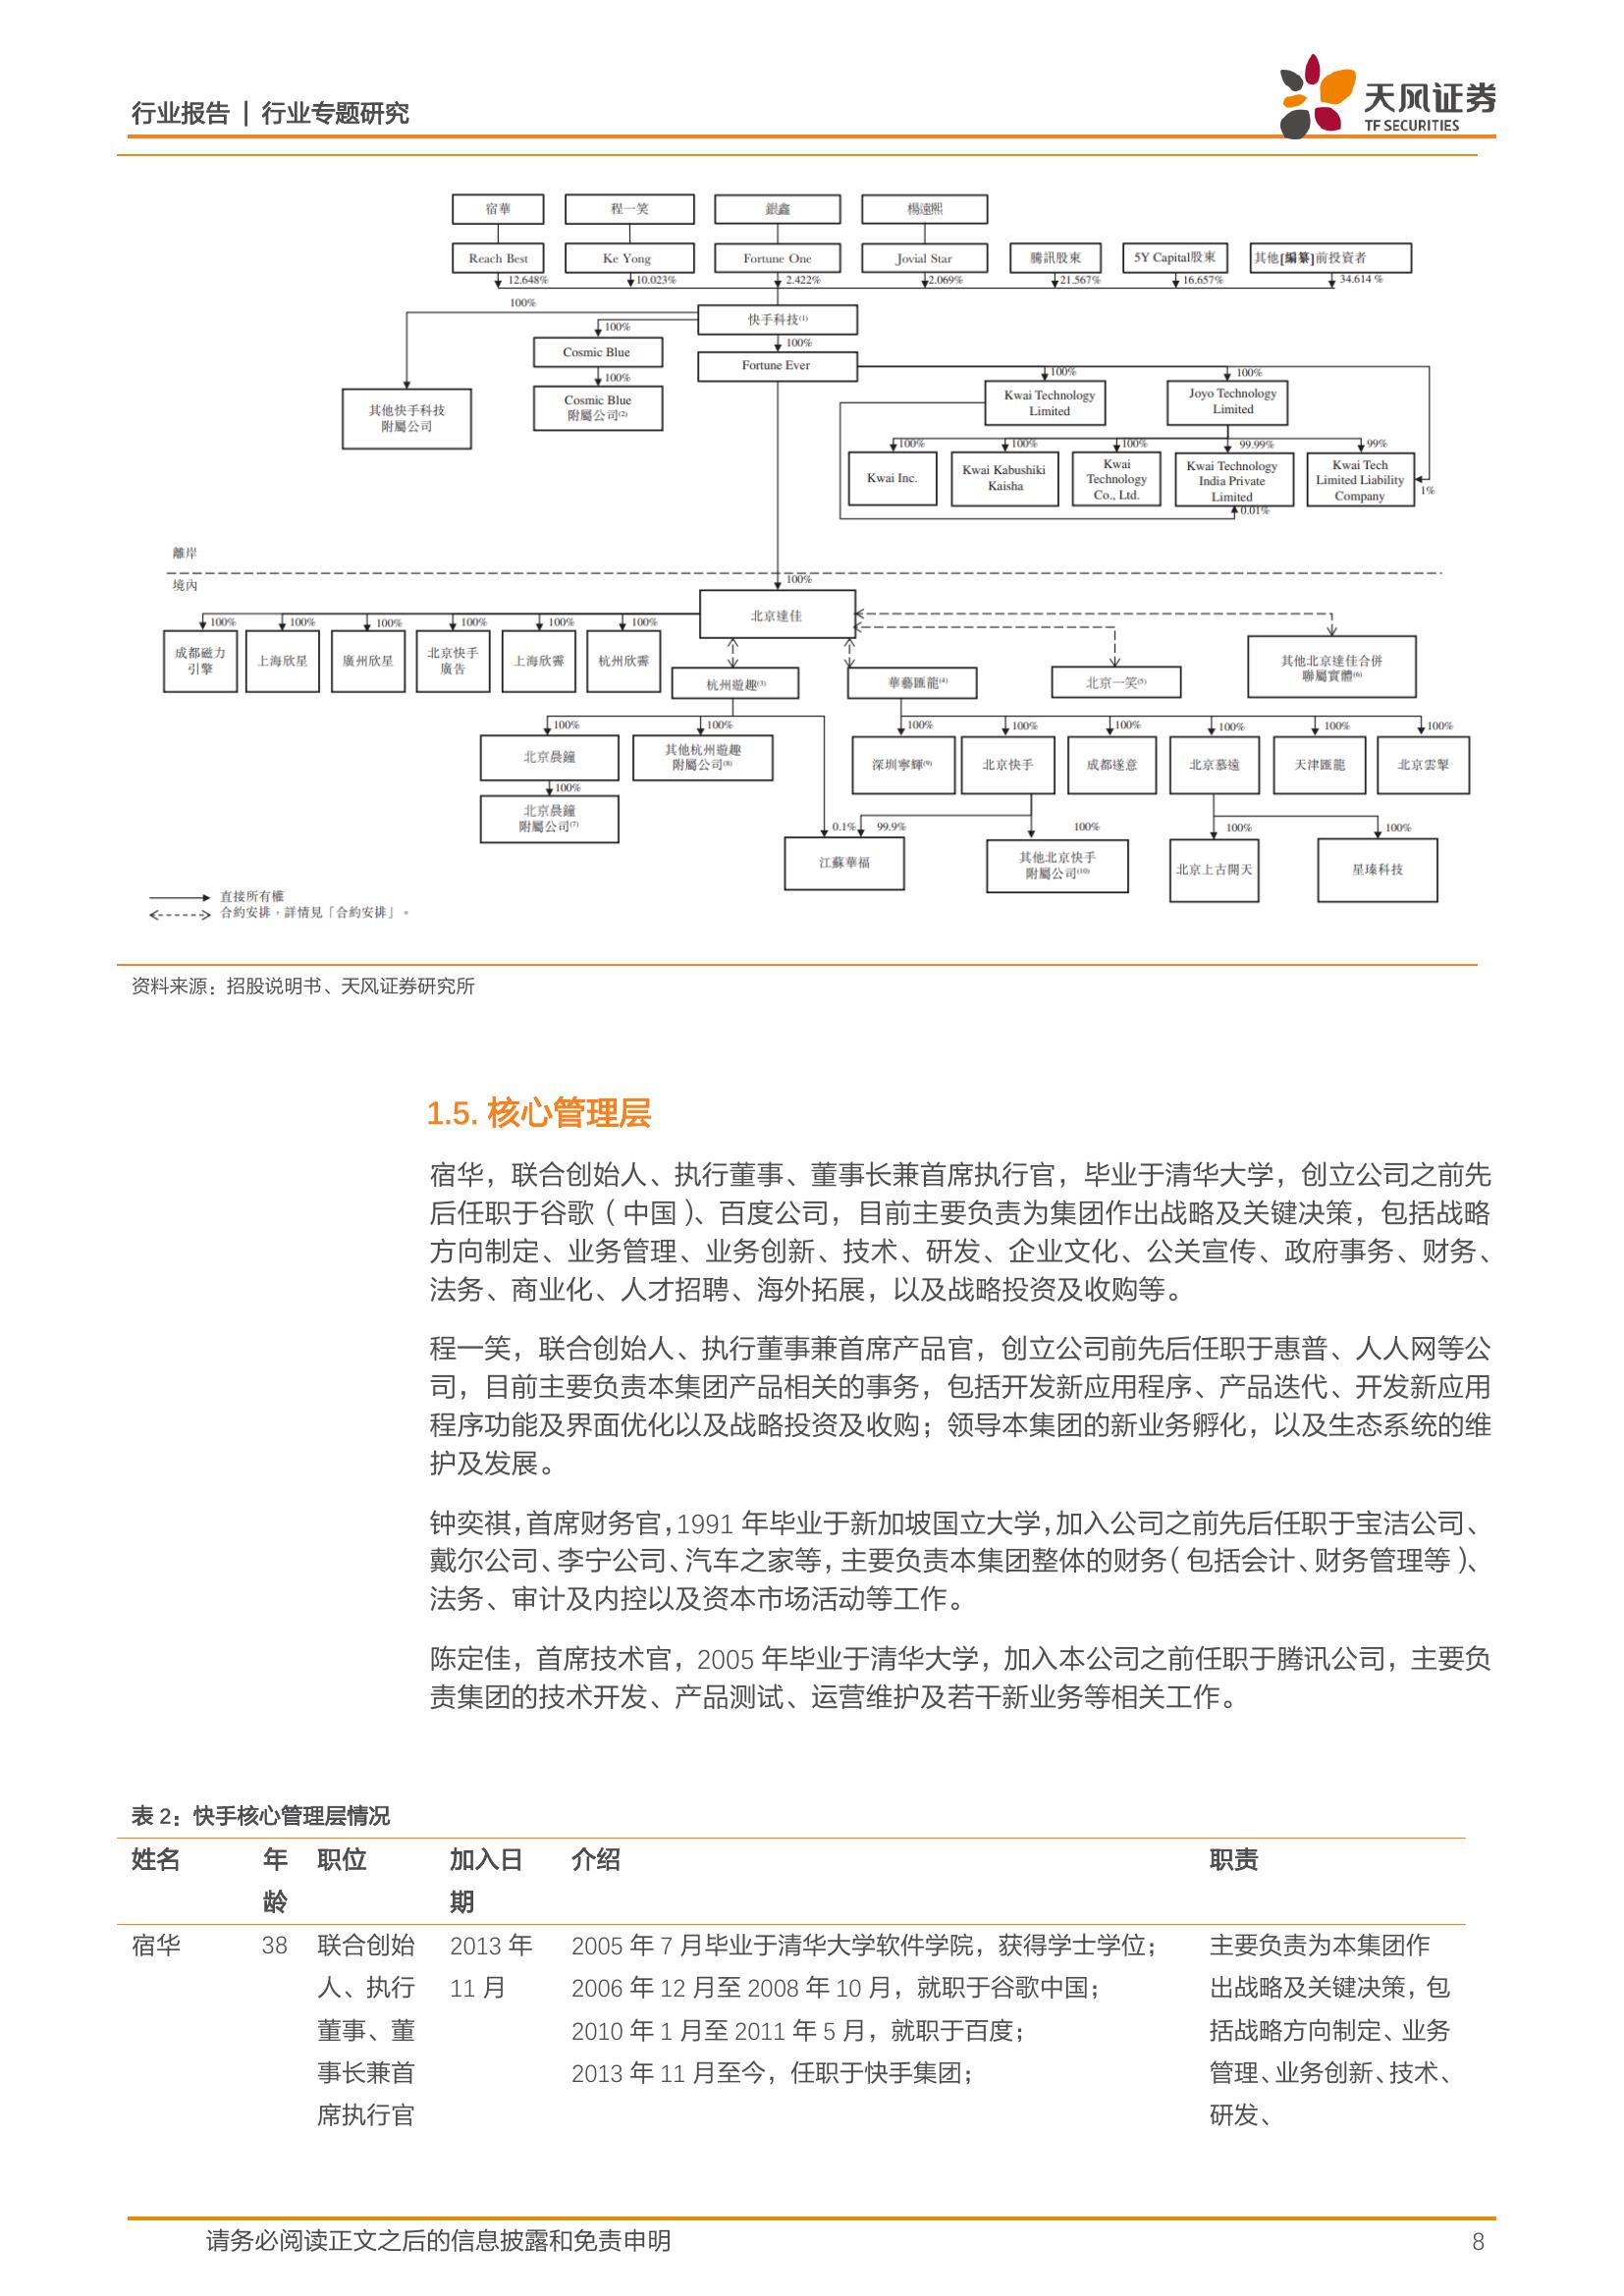 行业报告 | 行业专题研究
天风证券
TF SECURITIES
宿華
程一笑
銀鑫
楊遠熙
Reach Best
Ke Yong
Fortune One
Jovial Star
騰訊股東
5Y Capital股東
其他[編纂]前投資者
12.648%
10.023%
2.422%
2.069%
21.567%
16.657%
34.614 %
100%
快手科技(1)
100%
100%
Cosmic Blue
Fortune Ever
100%
100%
100%
其他快手科技
附屬公司
Cosmic Blue
附屬公司(2)
Kwai Technology
Limited
Joyo Technology
Limited
100%
100%
100%
99.99%
99%
Kwai Inc.
Kwai Kabushiki
Kaisha
Kwai
Technology
Co., Ltd.
Kwai Technology
India Private
Limited
Kwai Tech
Limited Liability
Company
1%
0.01%
離岸
境內
100%
北京達佳
100%
100%
100%
100%
100%
100%
成都磁力
引擎
上海欣星
廣州欣星
北京快手
廣告
上海欣霽
杭州欣霽
杭州遊趣(3)
華藝匯龍(4)
北京一笑(5)
其他北京達佳合併
聯屬實體(6)
100%
100%
100%
100%
100%
100%
100%
100%
北京晨鐘
其他杭州遊趣
附屬公司(8)
深圳寧輝(9)
北京快手
成都遂意
北京慕遠
天津匯龍
北京雲掣
100%
北京晨鐘
附屬公司(7)
0.1%
99.9%
100%
100%
100%
江蘇華福
其他北京快手
附屬公司(10)
北京上古開天
星瑧科技
直接所有權
合約安排，詳情見「合約安排」。
资料来源：招股说明书、天风证券研究所
1.5. 核心管理层
宿华，联合创始人、执行董事、董事长兼首席执行官，毕业于清华大学，创立公司之前先
后任职于谷歌（中国）、百度公司，目前主要负责为集团作出战略及关键决策，包括战略
方向制定、业务管理、业务创新、技术、研发、企业文化、公关宣传、政府事务、财务、
法务、商业化、人才招聘、海外拓展，以及战略投资及收购等。
程一笑，联合创始人、执行董事兼首席产品官，创立公司前先后任职于惠普、人人网等公
司，目前主要负责本集团产品相关的事务，包括开发新应用程序、产品迭代、开发新应用
程序功能及界面优化以及战略投资及收购；领导本集团的新业务孵化，以及生态系统的维
护及发展。
钟奕祺，首席财务官，1991 年毕业于新加坡国立大学，加入公司之前先后任职于宝洁公司、
戴尔公司、李宁公司、汽车之家等，主要负责本集团整体的财务（包括会计、财务管理等）、
法务、审计及内控以及资本市场活动等工作。
陈定佳，首席技术官，2005 年毕业于清华大学，加入本公司之前任职于腾讯公司，主要负
责集团的技术开发、产品测试、运营维护及若干新业务等相关工作。
表 2：快手核心管理层情况
姓名 年 职位 加入日 介绍 职责
龄 期
宿华 38 联合创始 2013 年 2005 年 7 月毕业于清华大学软件学院，获得学士学位； 主要负责为本集团作
人、执行 11 月 2006 年 12 月至 2008 年 10 月，就职于谷歌中国； 出战略及关键决策，包
董事、董 2010 年 1 月至 2011 年 5 月，就职于百度； 括战略方向制定、业务
事长兼首 2013 年 11 月至今，任职于快手集团； 管理、业务创新、技术、
席执行官 研发、
请务必阅读正文之后的信息披露和免责申明 8